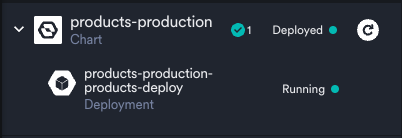 products-production
Chart
1
Deployed
products-production-
products-deploy
Deployment
Running